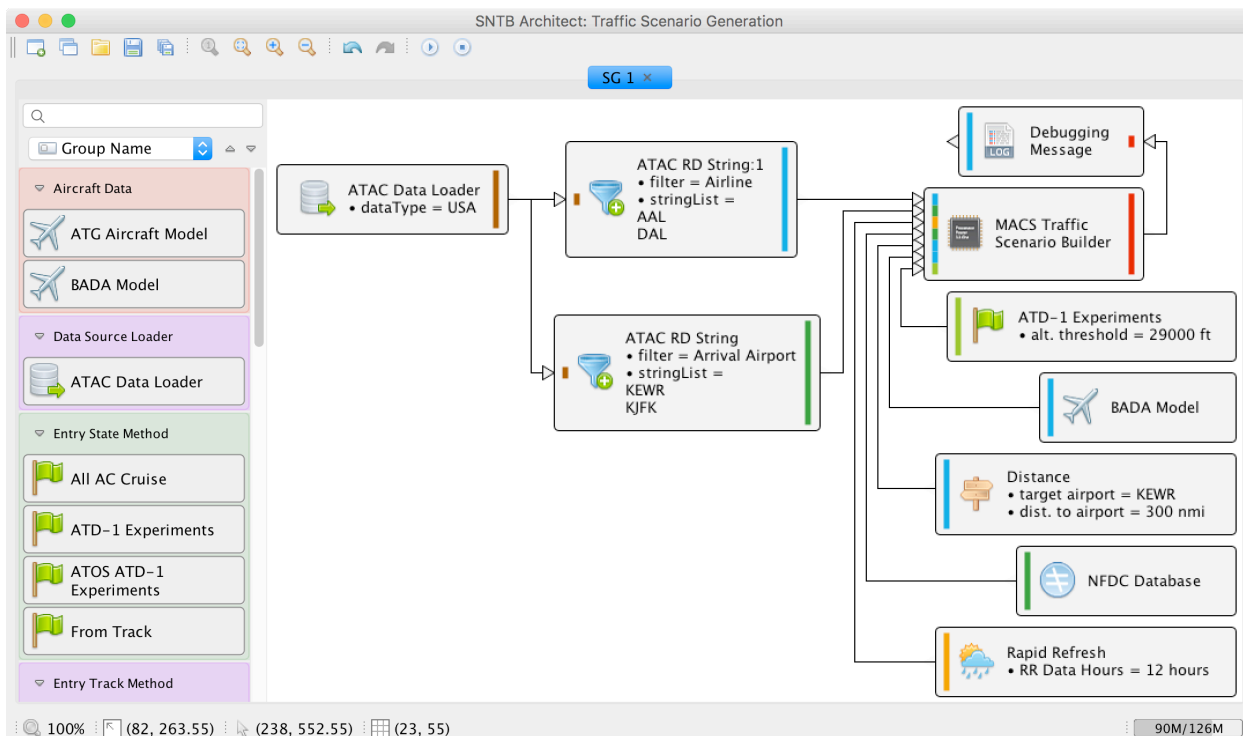 SNTB Architect: Traffic Scenario Generation
SG 1 ×
Group Name
Aircraft Data
ATG Aircraft Model
BADA Model
Data Source Loader
ATAC Data Loader
Entry State Method
All AC Cruise
ATD-1 Experiments
ATOS ATD-1
Experiments
From Track
Entry Track Method
ATAC Data Loader
• dataType = USA
ATAC RD String:1
• filter = Airline
• stringList =
AAL
DAL
ATAC RD String
• filter = Arrival Airport
• stringList =
KEWR
KJFK
LOG
Debugging
Message
MACS Traffic
Scenario Builder
ATD-1 Experiments
• alt. threshold = 29000 ft
BADA Model
Distance
• target airport = KEWR
• dist. to airport = 300 nmi
NFDC Database
Rapid Refresh
• RR Data Hours = 12 hours
100% (82, 263.55) (238, 552.55) (23, 55) 90M/126M